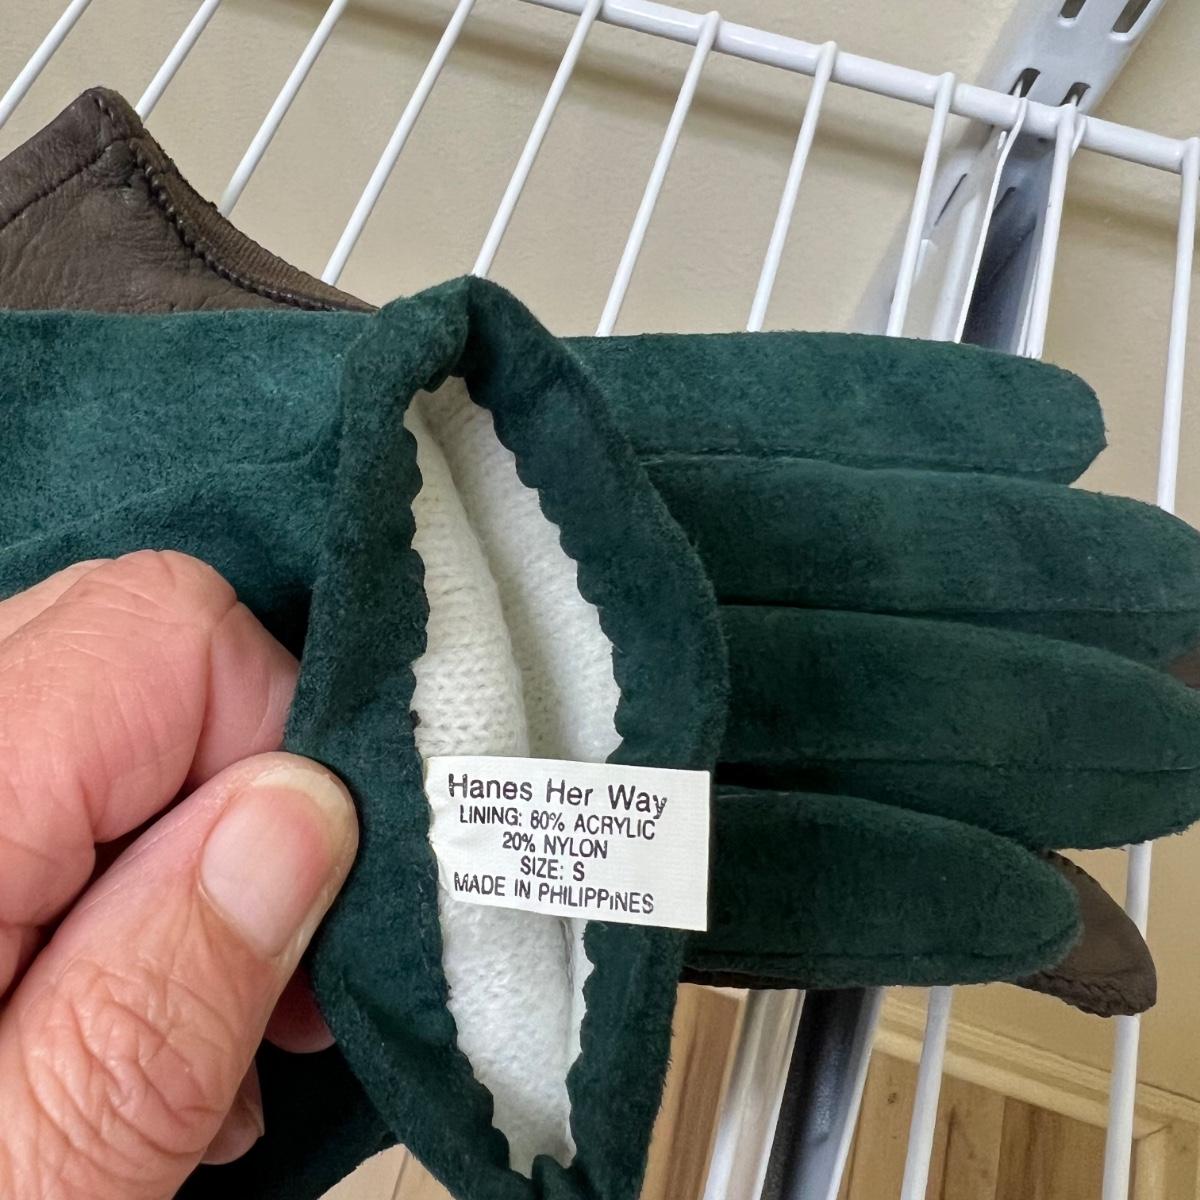 Hanes Her Way
LINING: 80% ACRYLIC
20% NYLON
SIZE: S
MADE IN PHILIPPINES